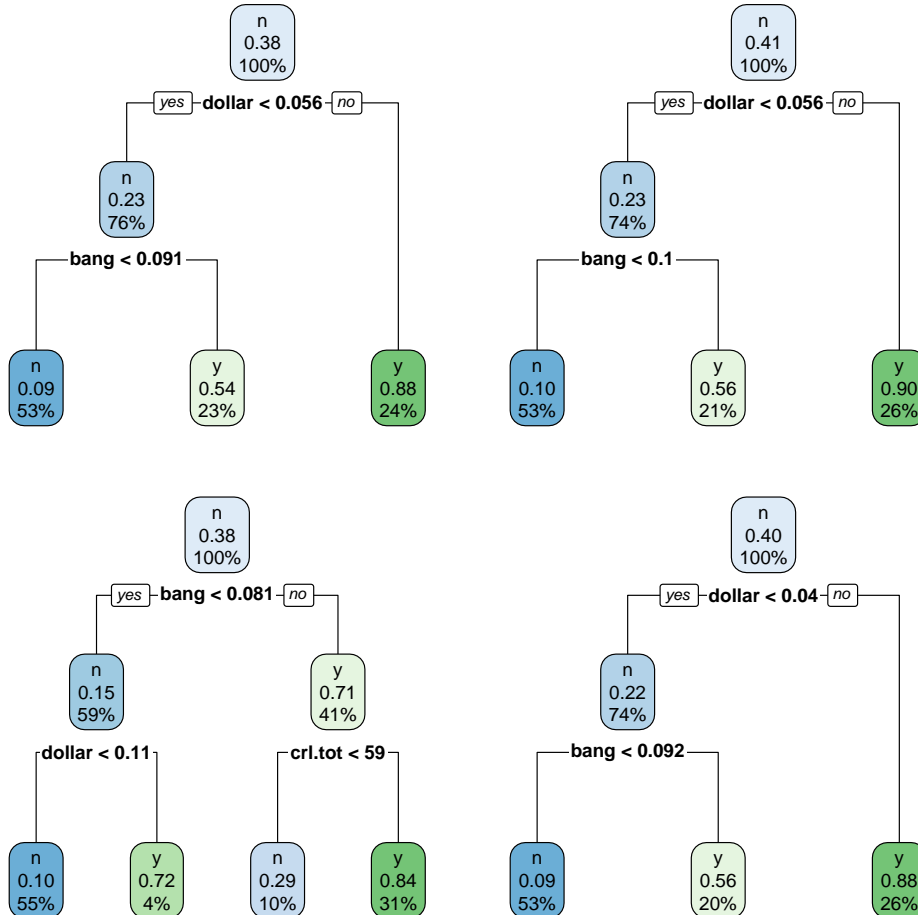 n
0.38
100%
yes dollar < 0.056 no
n
0.23
76%
bang < 0.091
n
0.09
53%
y
0.54
23%
y
0.88
24%
n
0.41
100%
yes dollar < 0.056 no
n
0.23
74%
bang < 0.1
n
0.10
53%
y
0.56
21%
y
0.90
26%
n
0.38
100%
yes bang < 0.081 no
n
0.15
59%
y
0.71
41%
dollar < 0.11
crl.tot < 59
n
0.10
55%
y
0.72
4%
n
0.29
10%
y
0.84
31%
n
0.40
100%
yes dollar < 0.04 no
n
0.22
74%
bang < 0.092
n
0.09
53%
y
0.56
20%
y
0.88
26%